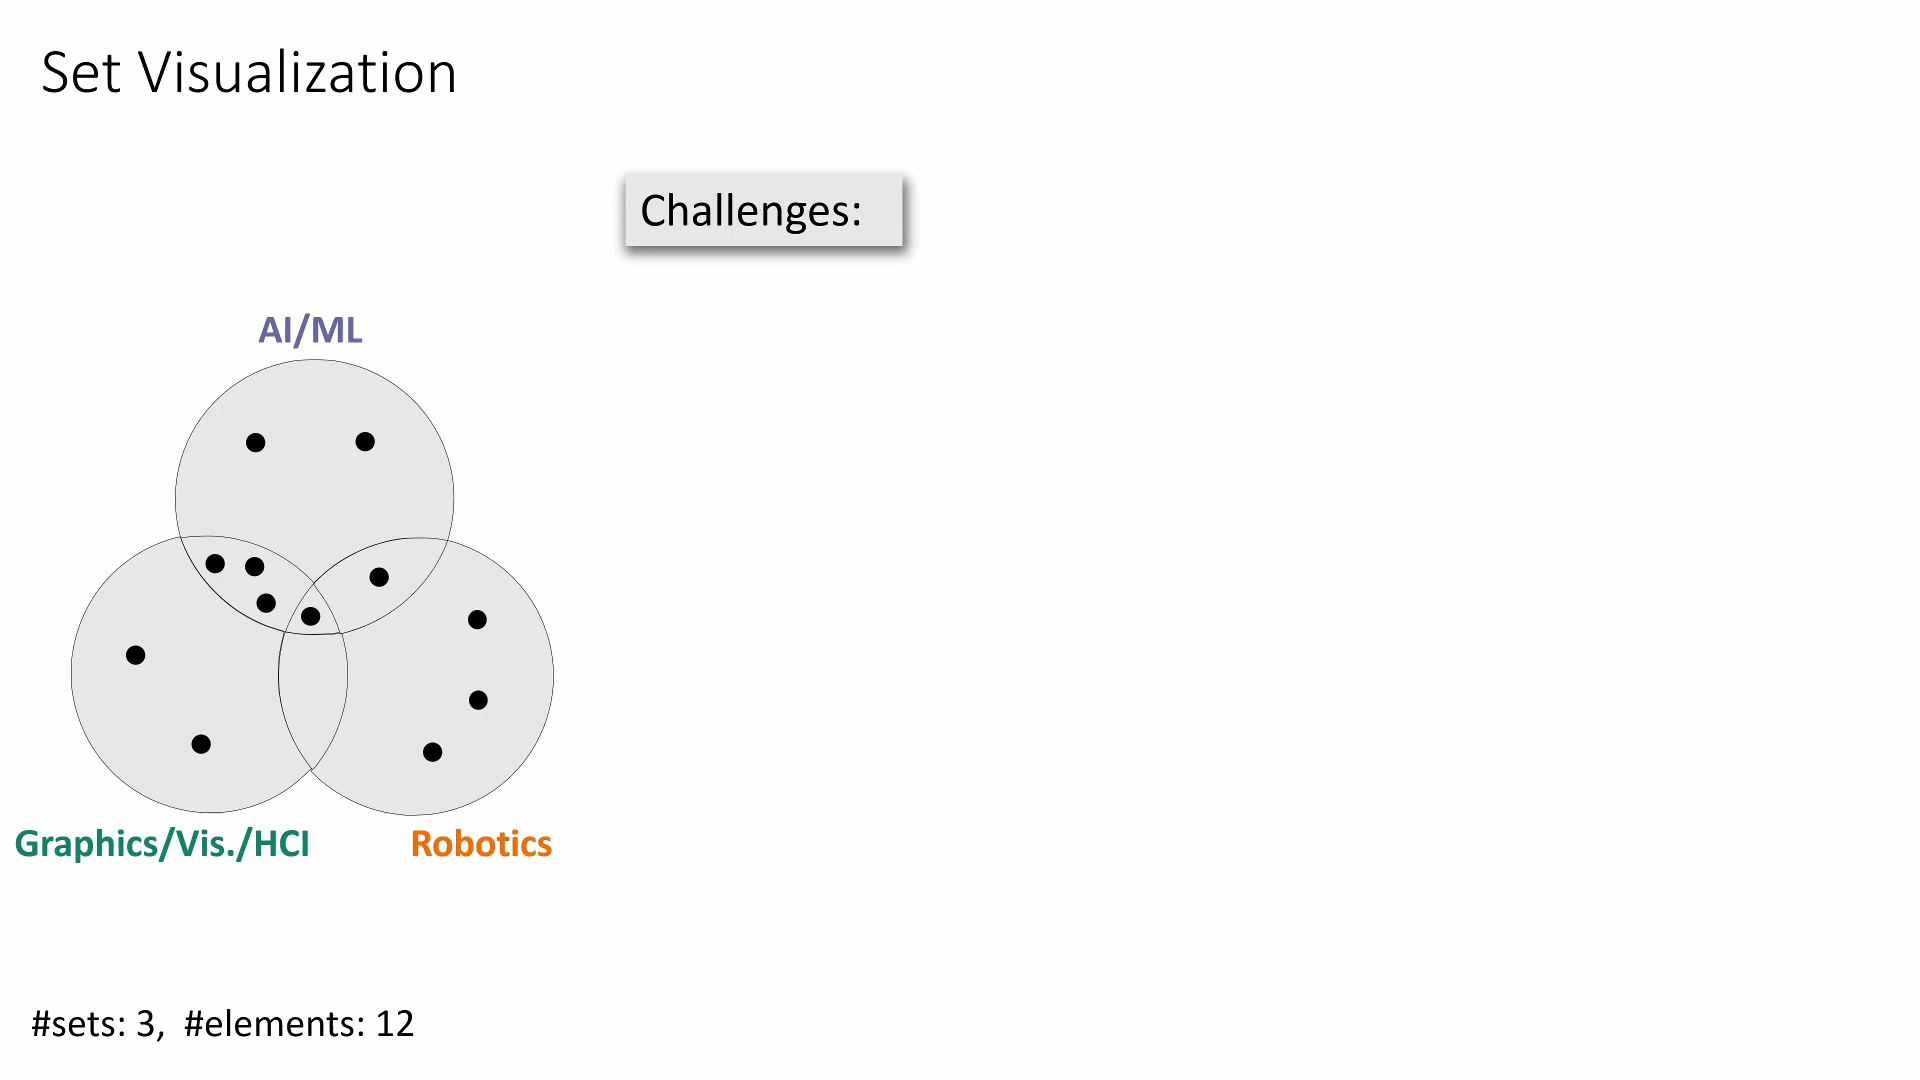 Set Visualization
Challenges:
AI/ML
Graphics/Vis./HCI
Robotics
#sets: 3, #elements: 12